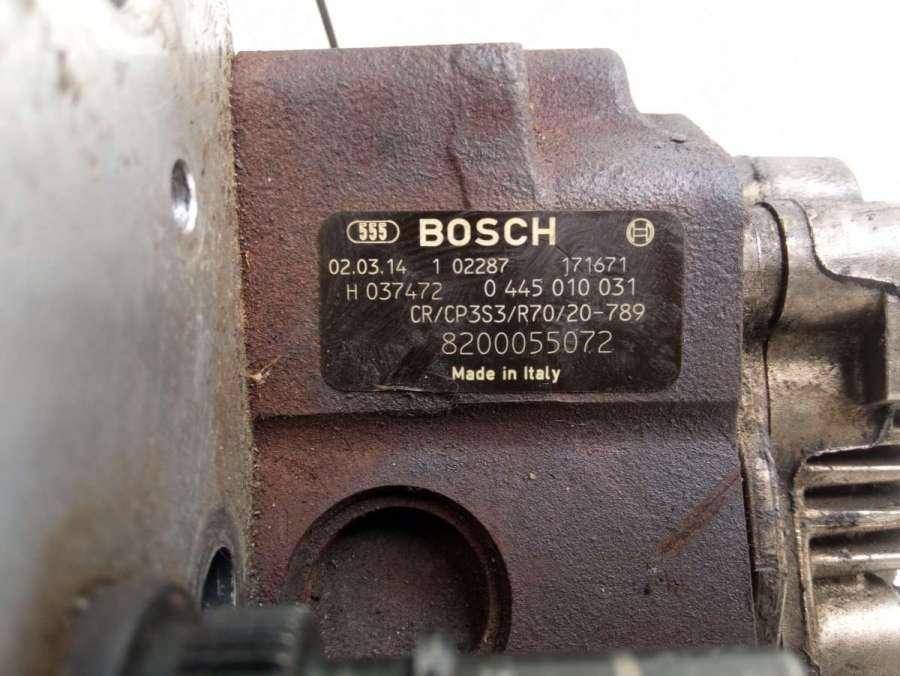 555 BOSCH
02.03.14 1 02287 171671
H 037472 0 445 010 031
CR/CP3S3/R70/20-789
8200055072
Made in Italy